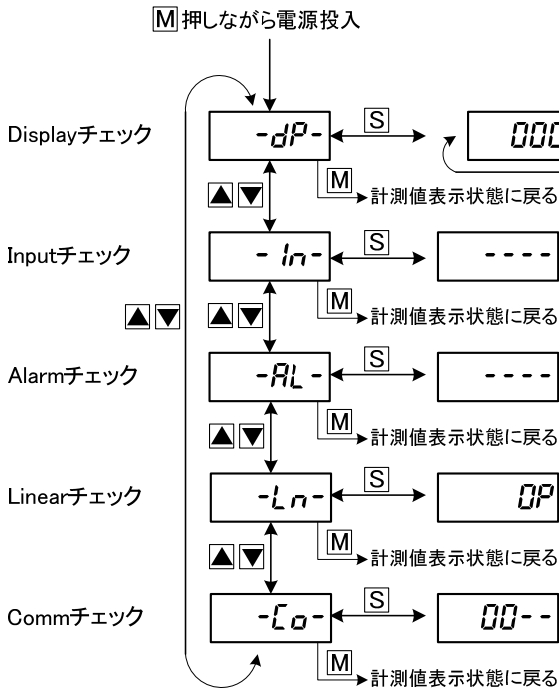 M 押しながら電源投入
Displayチェック
-dP-
S
000
M
計測値表示状態に戻る
▲ ▼
Inputチェック
-In-
S
----
M
計測値表示状態に戻る
▲ ▼
▲ ▼
Alarmチェック
-AL-
S
----
M
計測値表示状態に戻る
▲ ▼
Linearチェック
-Ln-
S
OP
M
計測値表示状態に戻る
▲ ▼
Commチェック
-Co-
S
00--
M
計測値表示状態に戻る